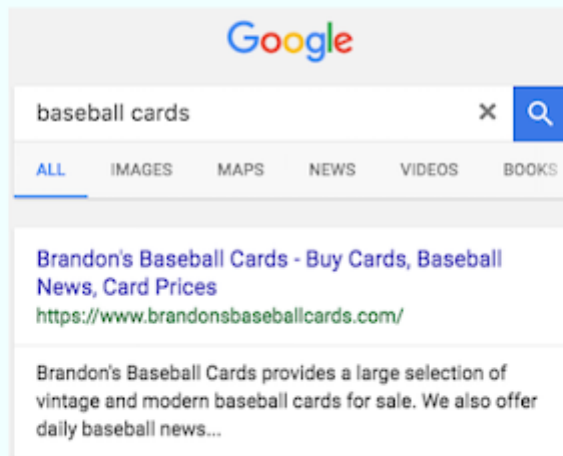 Google
baseball cards
ALL IMAGES MAPS NEWS VIDEOS BOOKS
Brandon's Baseball Cards - Buy Cards, Baseball
News, Card Prices
https://www.brandonsbaseballcards.com/
Brandon's Baseball Cards provides a large selection of
vintage and modern baseball cards for sale. We also offer
daily baseball news...